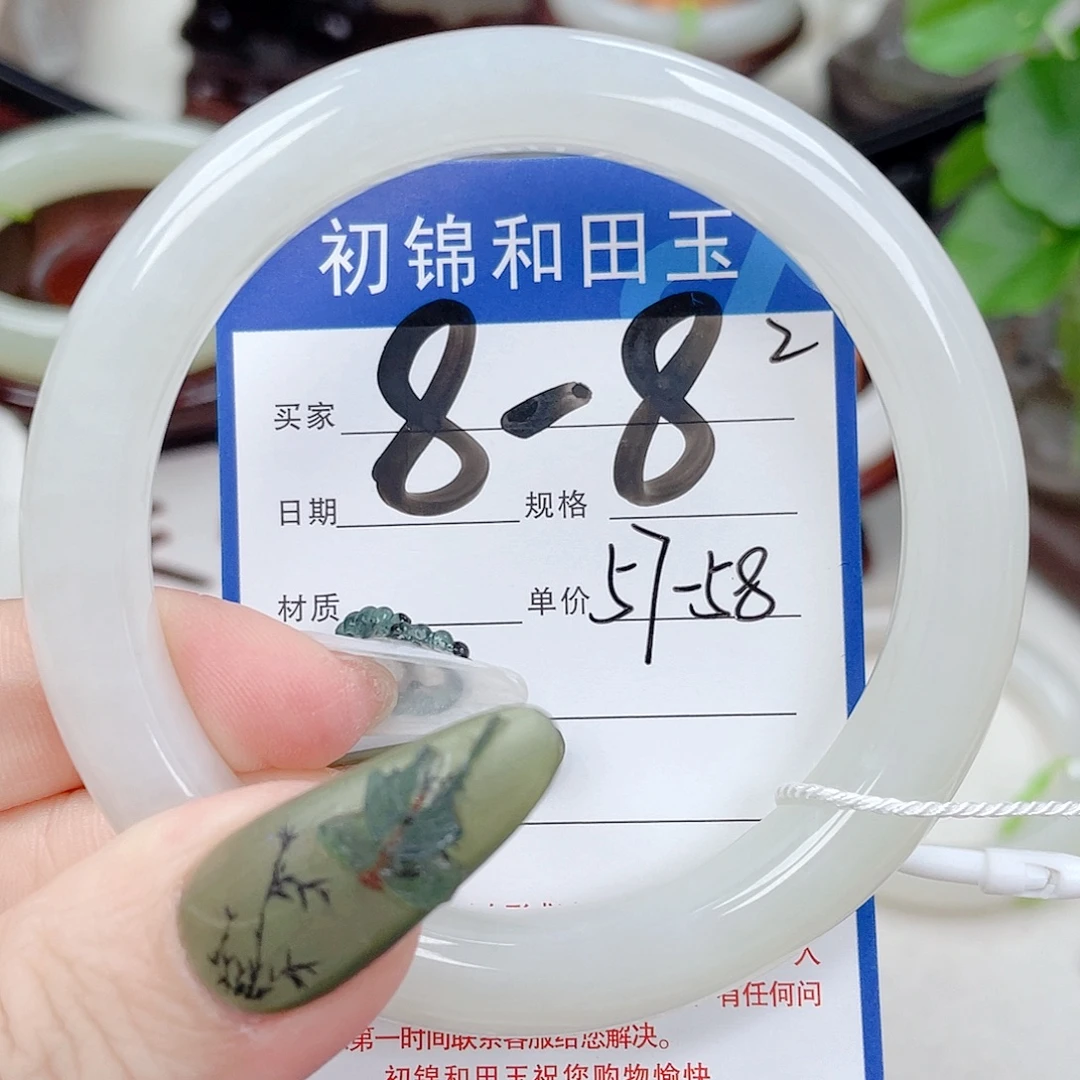 初锦和田玉
8-8 2
买家
日期 规格
材质 单价 57-58
人
有任何问
第一时间联系客服给您解决。
初锦和田玉祝您购物愉快